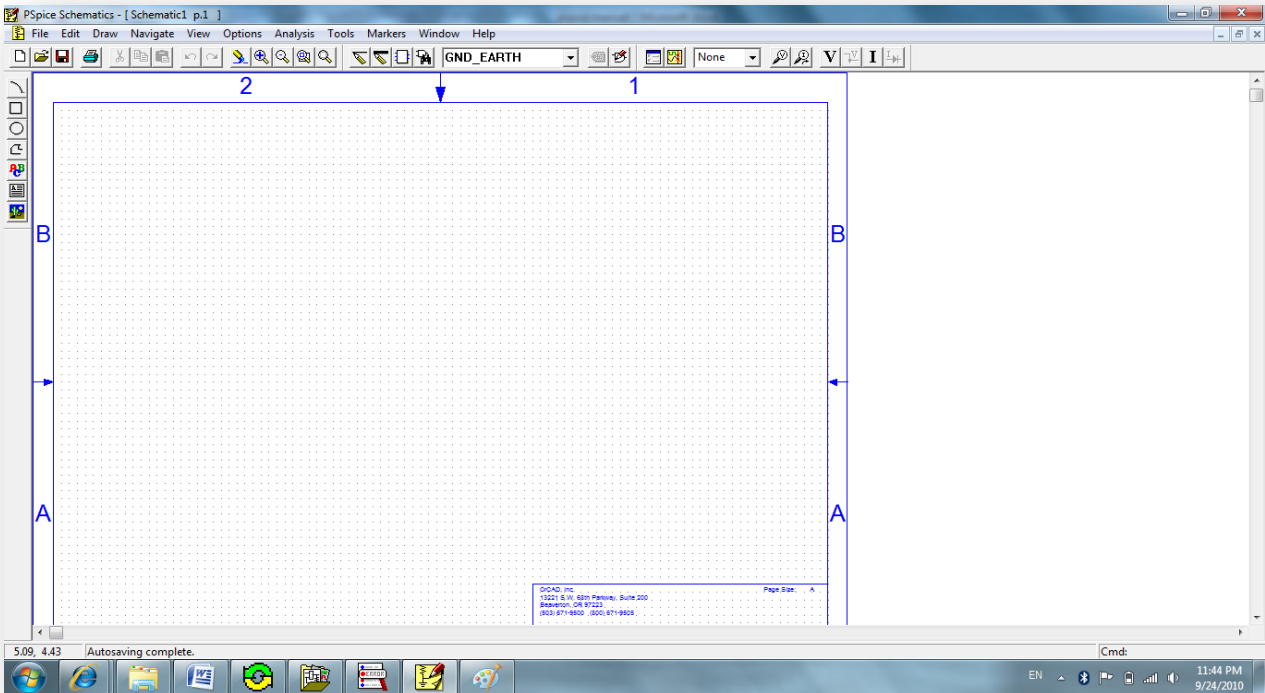 PSpice Schematics - [ Schematic1 p.1 ]
File Edit Draw Navigate View Options Analysis Tools Markers Window Help
GND_EARTH None V V I I
2 1
B B
A A
OrCAD, Inc. Page Size: A
13221 S.W. 68th Parkway, Suite 200
Beaverton, OR 97223
(503) 671-9500 (800) 671-9505
5.09, 4.43 Autosaving complete. Cmd:
EN 11:44 PM
9/24/2010